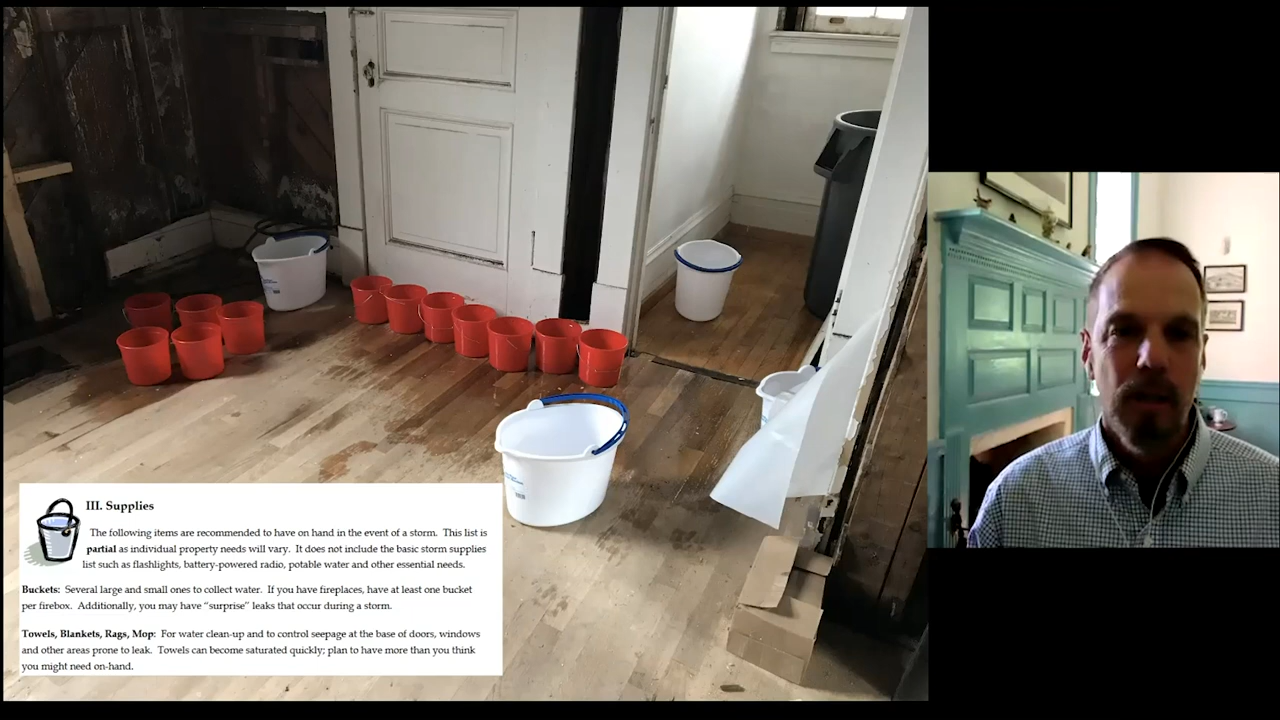 III. Supplies
The following items are recommended to have on hand in the event of a storm. This list is
partial as individual property needs will vary. It does not include the basic storm supplies
list such as flashlights, battery-powered radio, potable water and other essential needs.
Buckets: Several large and small ones to collect water. If you have fireplaces, have at least one bucket
per firebox. Additionally, you may have “surprise” leaks that occur during a storm.
Towels, Blankets, Rags, Mop: For water clean-up and to control seepage at the base of doors, windows
and other areas prone to leak. Towels can become saturated quickly; plan to have more than you think
you might need on-hand.